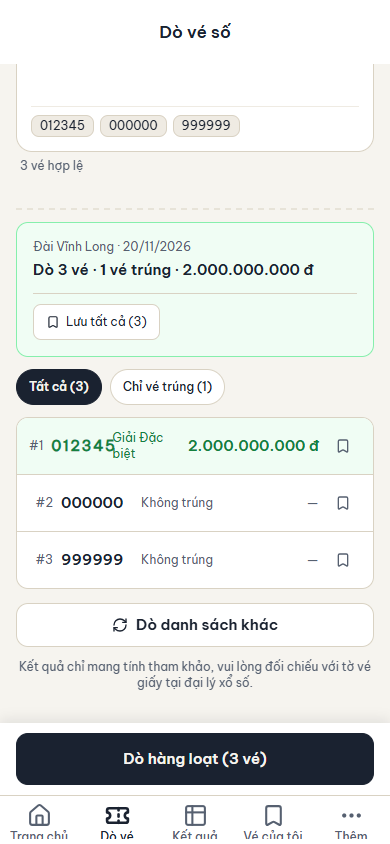 Dò vé số
012345 000000 999999
3 vé hợp lệ
Đài Vĩnh Long · 20/11/2026
Dò 3 vé · 1 vé trúng · 2.000.000.000 đ
Lưu tất cả (3)
Tất cả (3) Chỉ vé trúng (1)
#1 012345 Giải Đặc biệt 2.000.000.000 đ
#2 000000 Không trúng —
#3 999999 Không trúng —
Dò danh sách khác
Kết quả chỉ mang tính tham khảo, vui lòng đối chiếu với tờ vé
giấy tại đại lý xổ số.
Dò hàng loạt (3 vé)
Trang chủ Dò vé Kết quả Vé của tôi Thêm